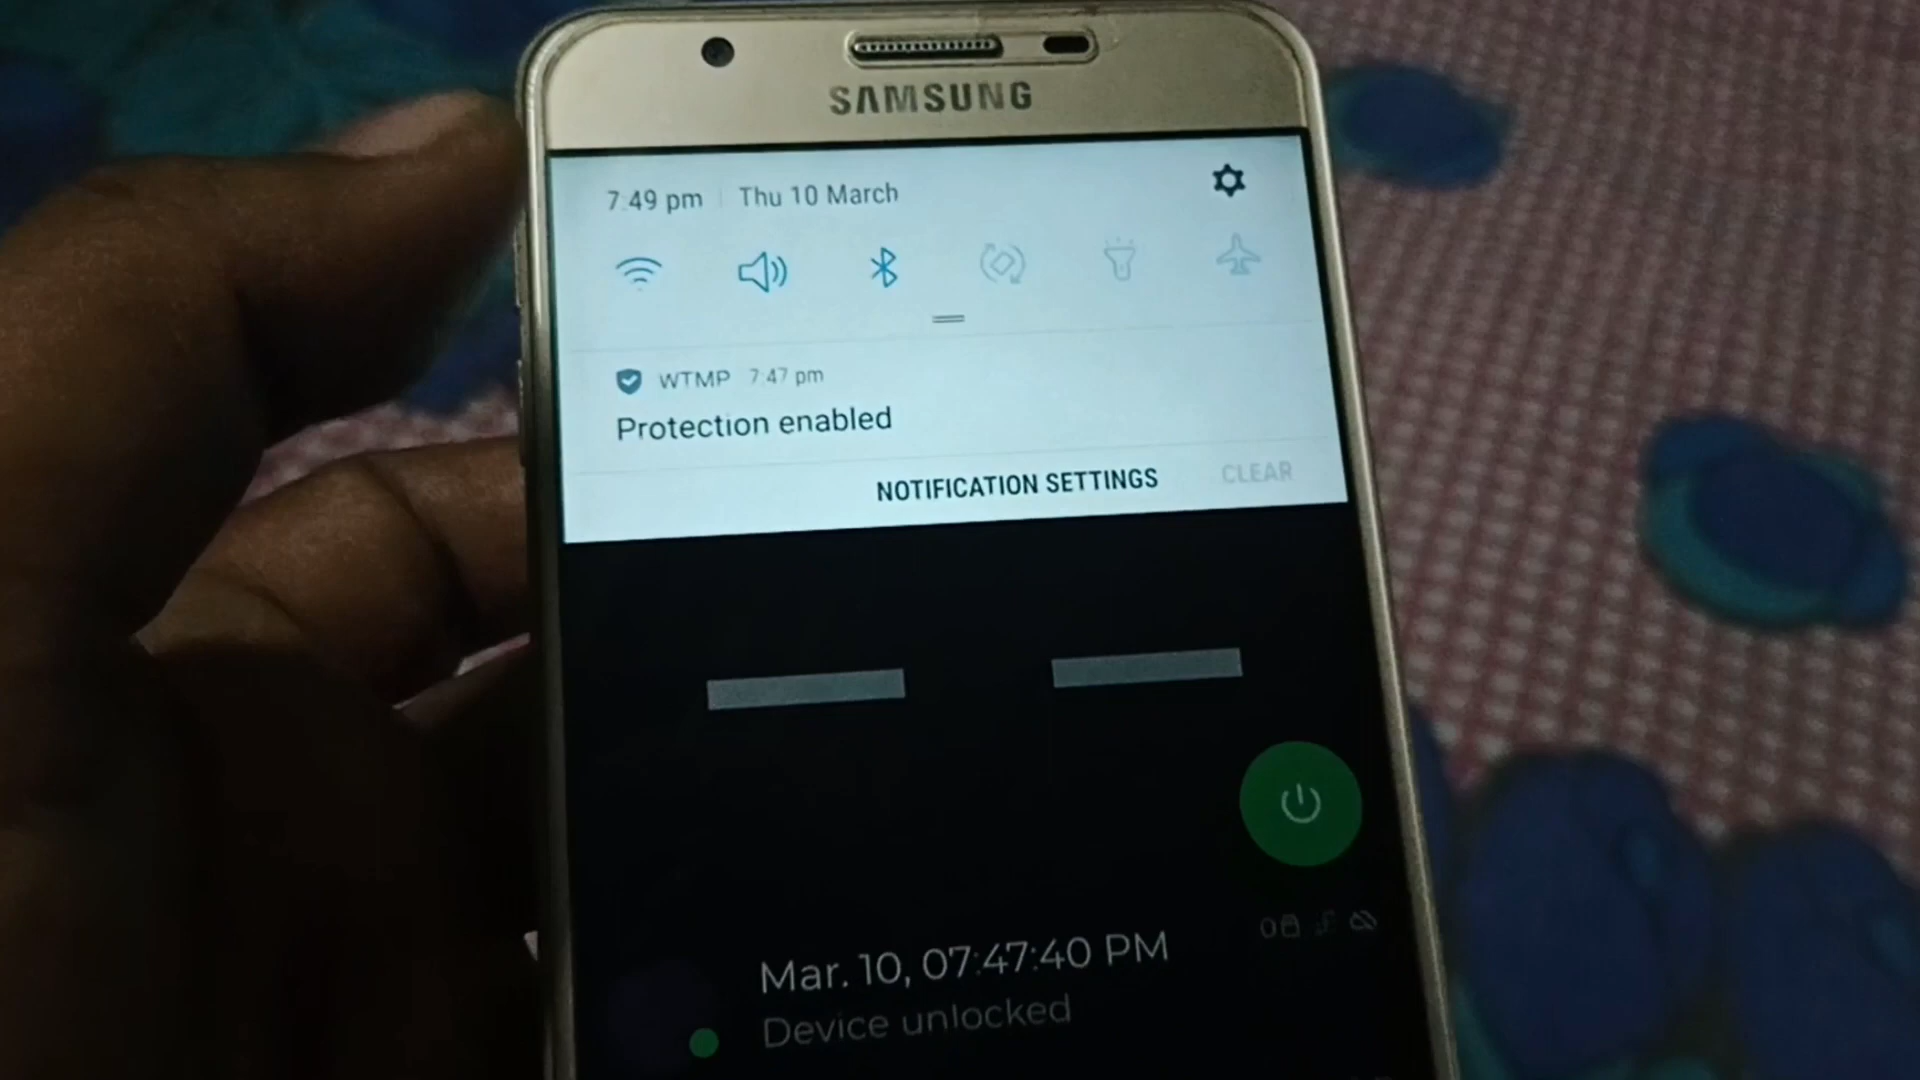 SAMSUNG
7:49 pm Thu 10 March
WTMP 7:47 pm
Protection enabled
NOTIFICATION SETTINGS CLEAR
0
Mar. 10, 07:47:40 PM
Device unlocked